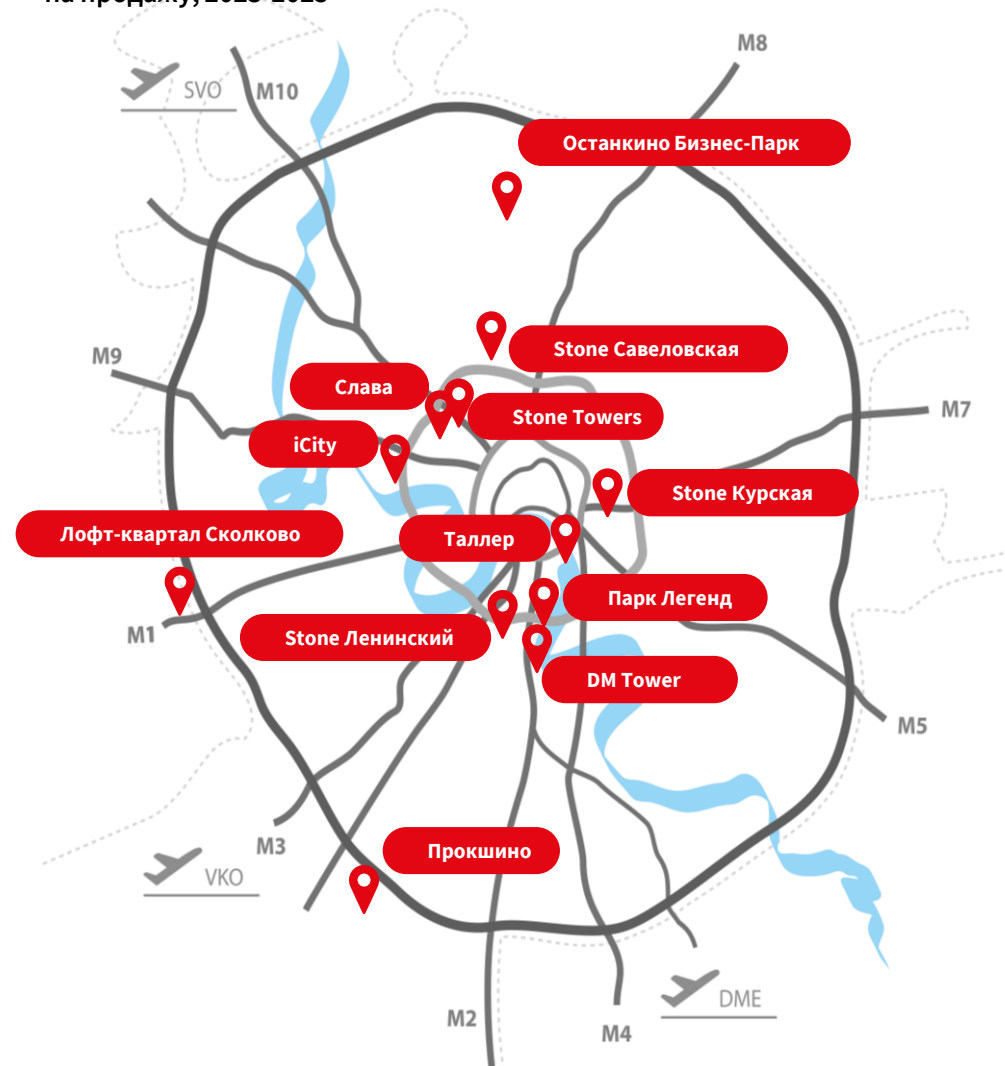 M8
SVO
M10
Останкино Бизнес-Парк
Stone Савеловская
M9
Слава
Stone Towers
M7
iCity
Stone Курская
Лофт-квартал Сколково
Таллер
Парк Легенд
M1
Stone Ленинский
DM Tower
M5
M3
Прокшино
VKO
DME
M2
M4